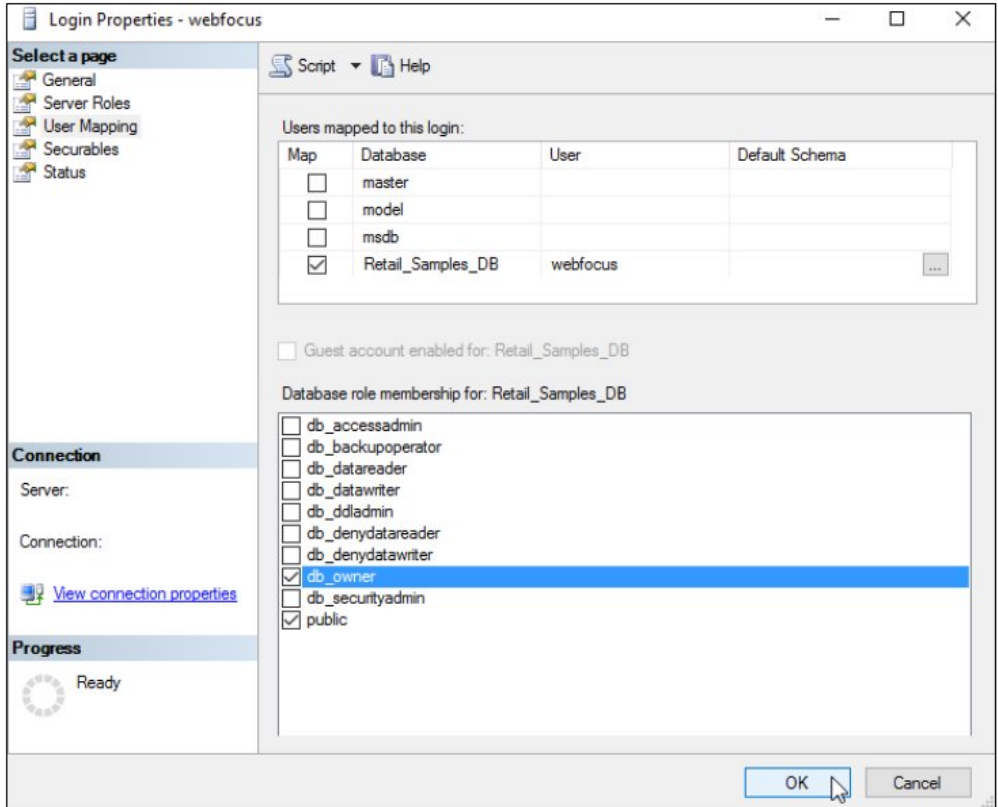 Login Properties - webfocus
Select a page
General
Server Roles
User Mapping
Securables
Status
Script Help
Users mapped to this login:
Map Database User Default Schema
master
model
msdb
Retail_Samples_DB webfocus ...
Guest account enabled for: Retail_Samples_DB
Database role membership for: Retail_Samples_DB
db_accessadmin
db_backupoperator
db_datareader
db_datawriter
db_ddladmin
db_denydatareader
db_denydatawriter
db_owner
db_securityadmin
public
Connection
Server:
Connection:
View connection properties
Progress
Ready
OK Cancel